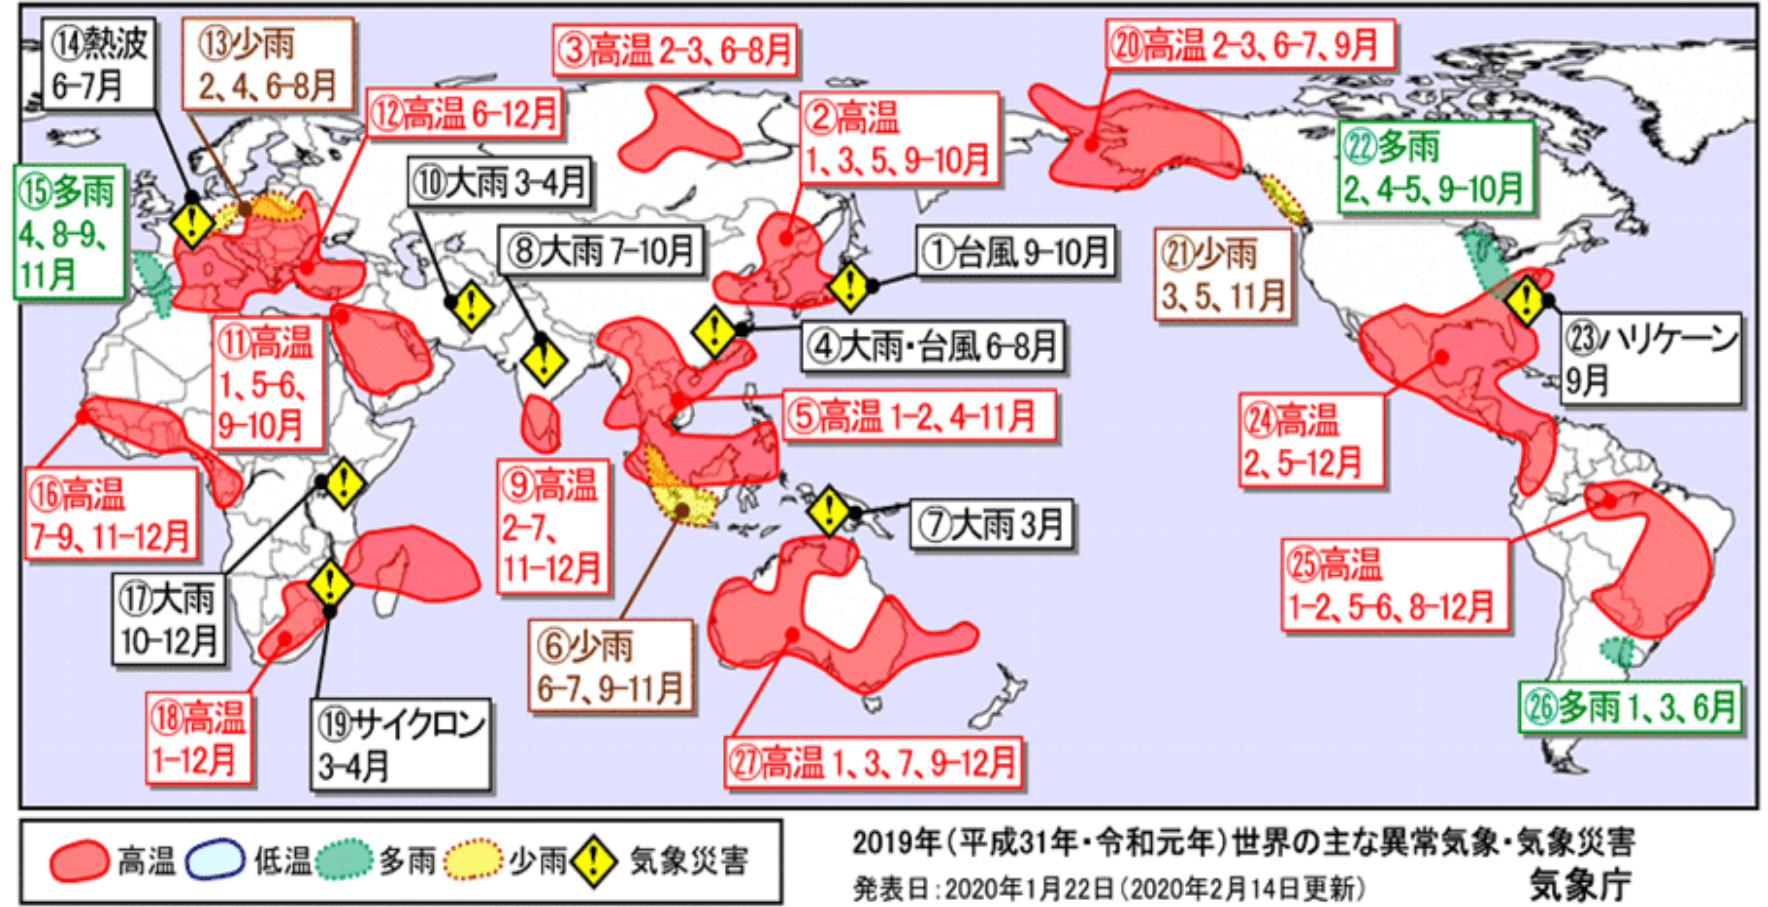 ⑭熱波
6-7月
⑬少雨
2、4、6-8月
③高温 2-3、6-8月
⑳高温 2-3、6-7、9月
⑫高温 6-12月
②高温
1、3、5、9-10月
㉒多雨
2、4-5、9-10月
⑮多雨
4、8-9、
11月
⑩大雨 3-4月
⑧大雨 7-10月
①台風 9-10月
㉑少雨
3、5、11月
⑪高温
1、5-6、
9-10月
④大雨・台風 6-8月
㉓ハリケーン
9月
⑤高温 1-2、4-11月
㉔高温
2、5-12月
⑯高温
7-9、11-12月
⑨高温
2-7、
11-12月
⑦大雨 3月
㉕高温
1-2、5-6、8-12月
⑰大雨
10-12月
⑥少雨
6-7、9-11月
⑱高温
1-12月
⑲サイクロン
3-4月
㉖多雨 1、3、6月
㉗高温 1、3、7、9-12月
高温 低温 多雨 少雨 気象災害
2019年(平成31年・令和元年)世界の主な異常気象・気象災害
発表日:2020年1月22日(2020年2月14日更新)
気象庁